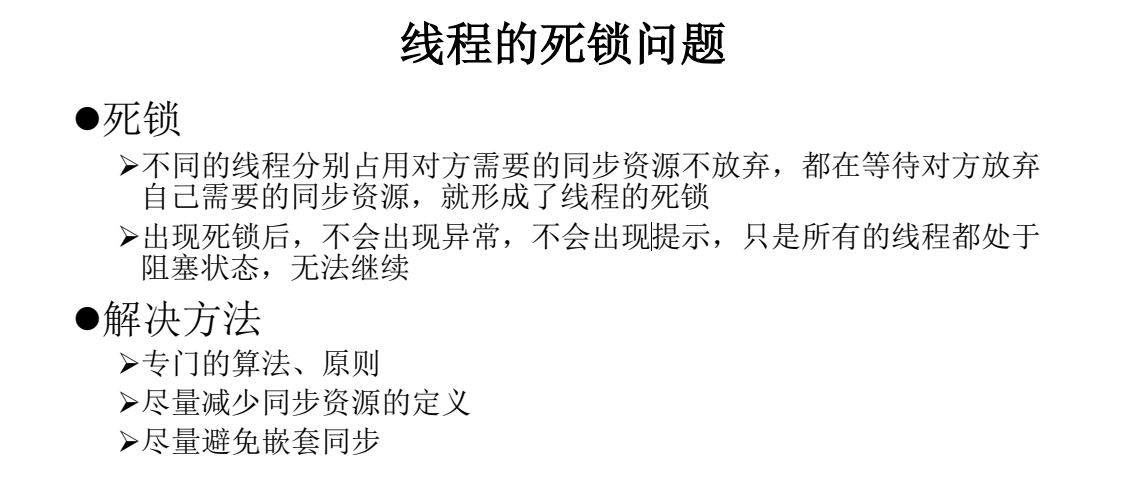 线程的死锁问题
●死锁
➢不同的线程分别占用对方需要的同步资源不放弃，都在等待对方放弃
自己需要的同步资源，就形成了线程的死锁
➢出现死锁后，不会出现异常，不会出现提示，只是所有的线程都处于
阻塞状态，无法继续
●解决方法
➢专门的算法、原则
➢尽量减少同步资源的定义
➢尽量避免嵌套同步